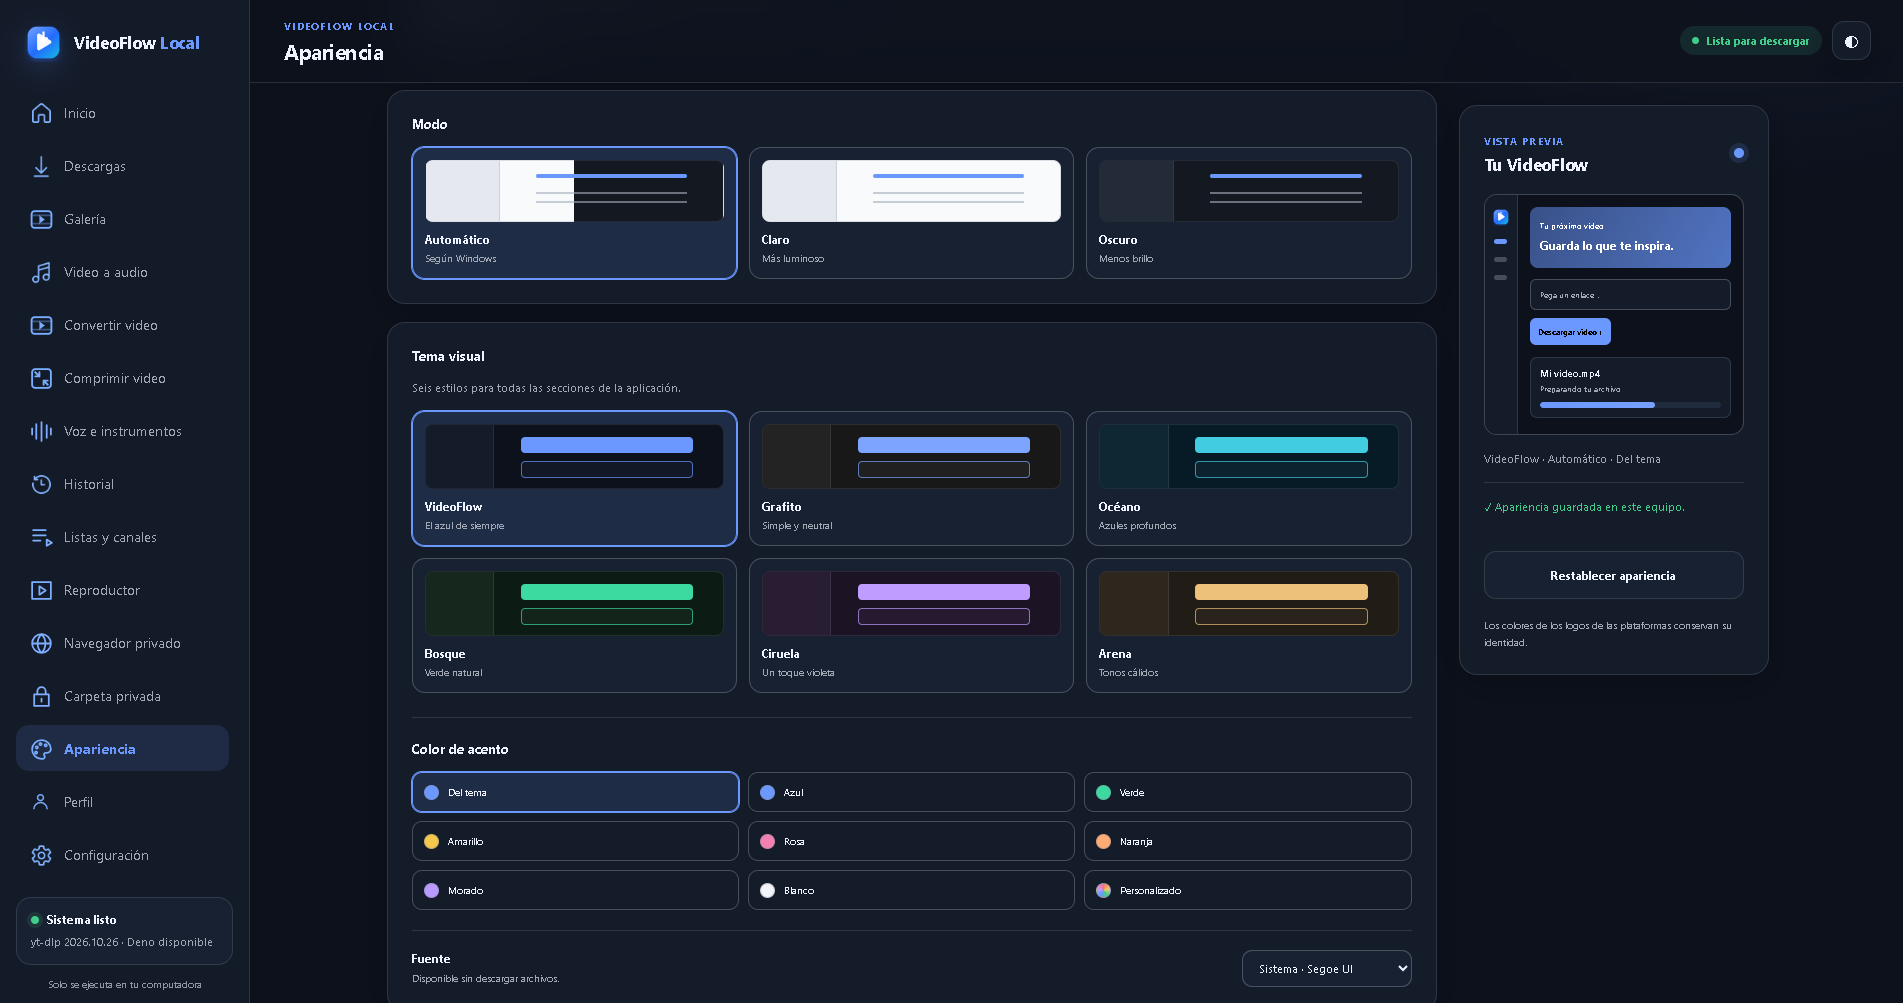 VideoFlow Local
Inicio
Descargas
Galería
Video a audio
Convertir video
Comprimir video
Voz e instrumentos
Historial
Listas y canales
Reproductor
Navegador privado
Carpeta privada
Apariencia
Perfil
Configuración
Sistema listo
yt-dlp 2026.10.26 · Deno disponible
Solo se ejecuta en tu computadora
VIDEOFLOW LOCAL
Apariencia
Lista para descargar
Modo
Automático
Según Windows
Claro
Más luminoso
Oscuro
Menos brillo
Tema visual
Seis estilos para todas las secciones de la aplicación.
VideoFlow
El azul de siempre
Grafito
Simple y neutral
Océano
Azules profundos
Bosque
Verde natural
Ciruela
Un toque violeta
Arena
Tonos cálidos
Color de acento
Del tema
Azul
Verde
Amarillo
Rosa
Naranja
Morado
Blanco
Personalizado
Fuente
Disponible sin descargar archivos.
Sistema · Segoe UI
VISTA PREVIA
Tu VideoFlow
Tu próximo video
Guarda lo que te inspira.
Pega un enlace
Descargar video
Mi video.mp4
Preparando tu archivo
VideoFlow · Automático · Del tema
✓ Apariencia guardada en este equipo.
Restablecer apariencia
Los colores de los logos de las plataformas conservan su
identidad.